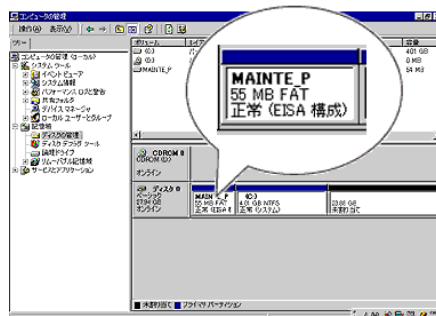 コンピュータの管理
操作(A) 表示(V)
ツリー
ボリューム
容量
コンピュータの管理 (ローカル)
システム ツール
イベント ビューア
システム情報
パフォーマンス ログと警告
共有フォルダ
デバイス マネージャ
ローカル ユーザーとグループ
記憶域
ディスクの管理
ディスク デフラグ ツール
論理ドライブ
リムーバブル記憶域
サービスとアプリケーション
(C:)
(D:)
MAINTE_P
401 GB
0 MB
54 MB
MAINTE_P
55 MB FAT
正常 (EISA 構成)
CDROM 0
CDROM (D:)
オンライン
ディスク 0
ベーシック
27.94 GB
オンライン
(C:)
4.01 GB NTFS
正常 (システム)
23.88 GB
未割り当て
未割り当て プライマリ パーティション